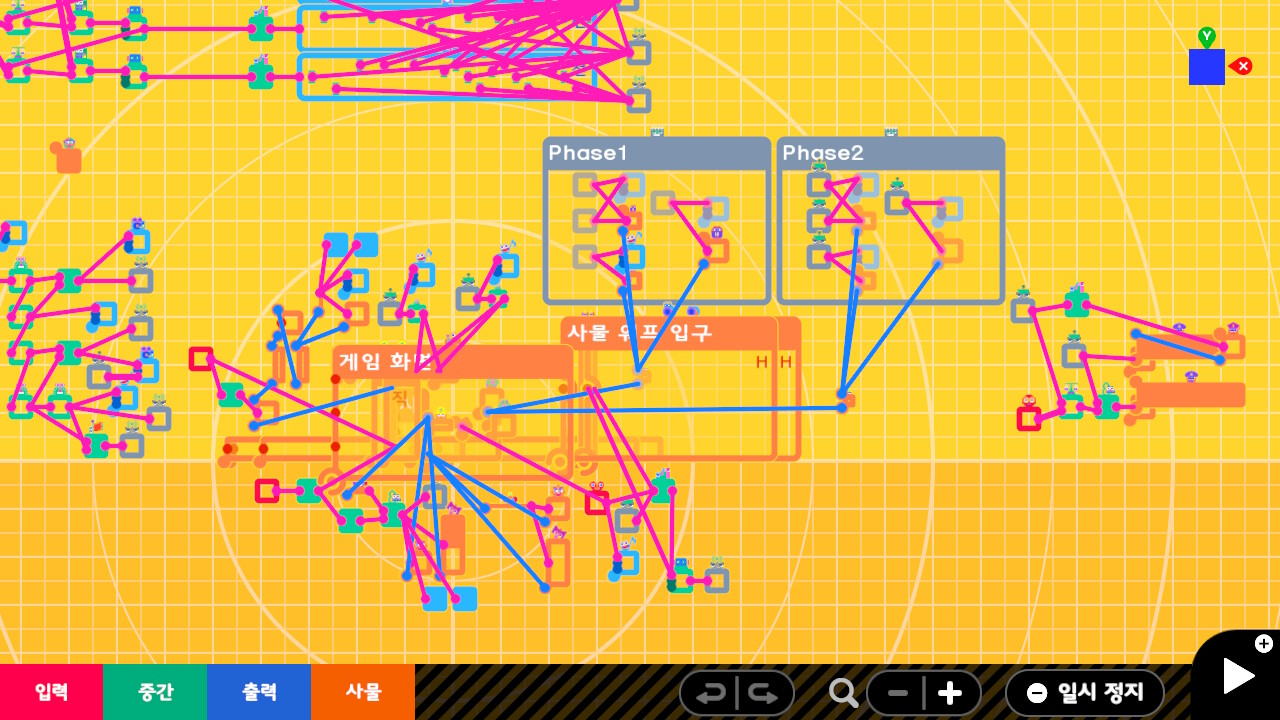 Y
X
Phase1
Phase2
사물 워프 입구
게임 화면
H H
직
입력
중간
출력
사물
일시 정지